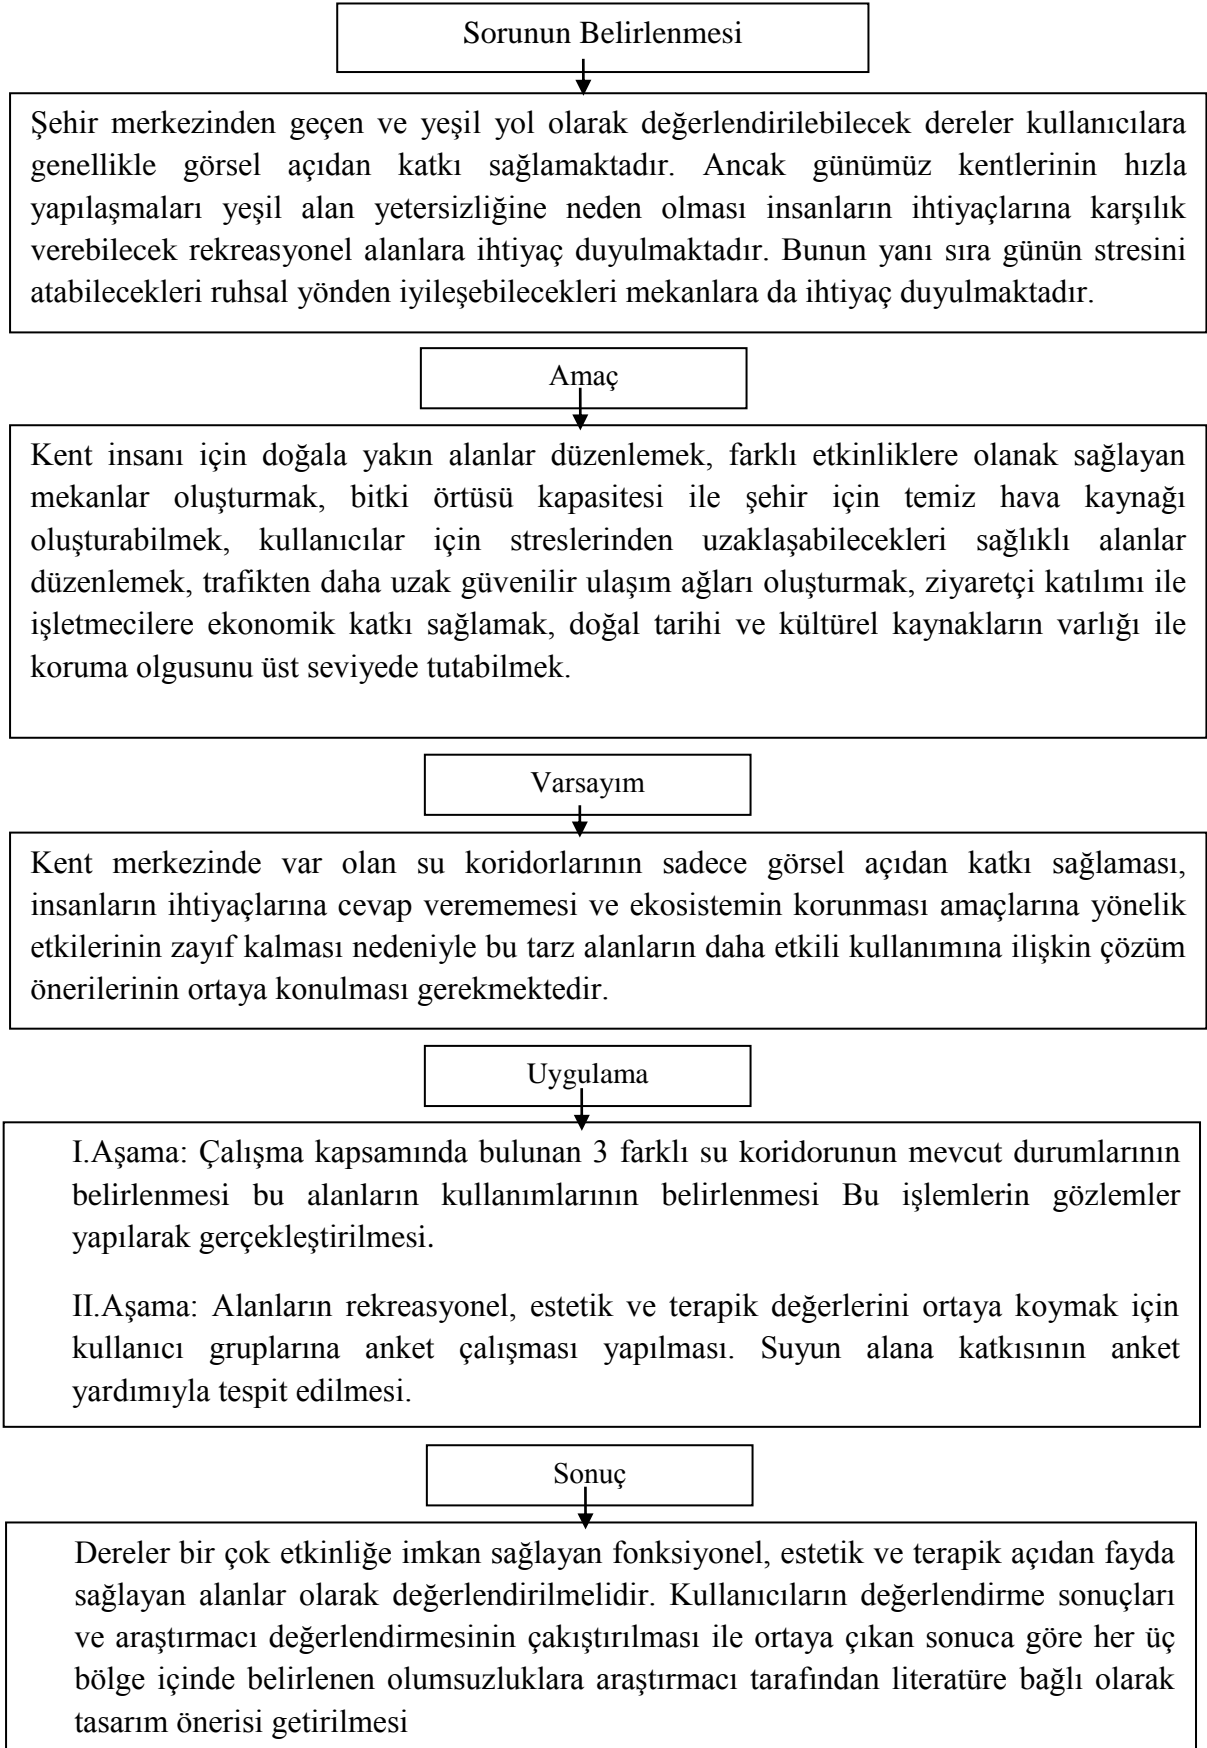 Sorunun Belirlenmesi
Şehir merkezinden geçen ve yeşil yol olarak değerlendirilebilecek dereler kullanıcılara
genellikle görsel açıdan katkı sağlamaktadır. Ancak günümüz kentlerinin hızla
yapılaşmaları yeşil alan yetersizliğine neden olması insanların ihtiyaçlarına karşılık
verebilecek rekreasyonel alanlara ihtiyaç duyulmaktadır. Bunun yanı sıra günün stresini
atabilecekleri ruhsal yönden iyileşebilecekleri mekanlara da ihtiyaç duyulmaktadır.
Amaç
Kent insanı için doğala yakın alanlar düzenlemek, farklı etkinliklere olanak sağlayan
mekanlar oluşturmak, bitki örtüsü kapasitesi ile şehir için temiz hava kaynağı
oluşturabilmek, kullanıcılar için streslerinden uzaklaşabilecekleri sağlıklı alanlar
düzenlemek, trafikten daha uzak güvenilir ulaşım ağları oluşturmak, ziyaretçi katılımı ile
işletmecilere ekonomik katkı sağlamak, doğal tarihi ve kültürel kaynakların varlığı ile
koruma olgusunu üst seviyede tutabilmek.
Varsayım
Kent merkezinde var olan su koridorlarının sadece görsel açıdan katkı sağlaması,
insanların ihtiyaçlarına cevap verememesi ve ekosistemin korunması amaçlarına yönelik
etkilerinin zayıf kalması nedeniyle bu tarz alanların daha etkili kullanımına ilişkin çözüm
önerilerinin ortaya konulması gerekmektedir.
Uygulama
I.Aşama: Çalışma kapsamında bulunan 3 farklı su koridorunun mevcut durumlarının
belirlenmesi bu alanların kullanımlarının belirlenmesi Bu işlemlerin gözlemler
yapılarak gerçekleştirilmesi.
II.Aşama: Alanların rekreasyonel, estetik ve terapik değerlerini ortaya koymak için
kullanıcı gruplarına anket çalışması yapılması. Suyun alana katkısının anket
yardımıyla tespit edilmesi.
Sonuç
Dereler bir çok etkinliğe imkan sağlayan fonksiyonel, estetik ve terapik açıdan fayda
sağlayan alanlar olarak değerlendirilmelidir. Kullanıcıların değerlendirme sonuçları
ve araştırmacı değerlendirmesinin çakıştırılması ile ortaya çıkan sonuca göre her üç
bölge içinde belirlenen olumsuzluklara araştırmacı tarafından literatüre bağlı olarak
tasarım önerisi getirilmesi